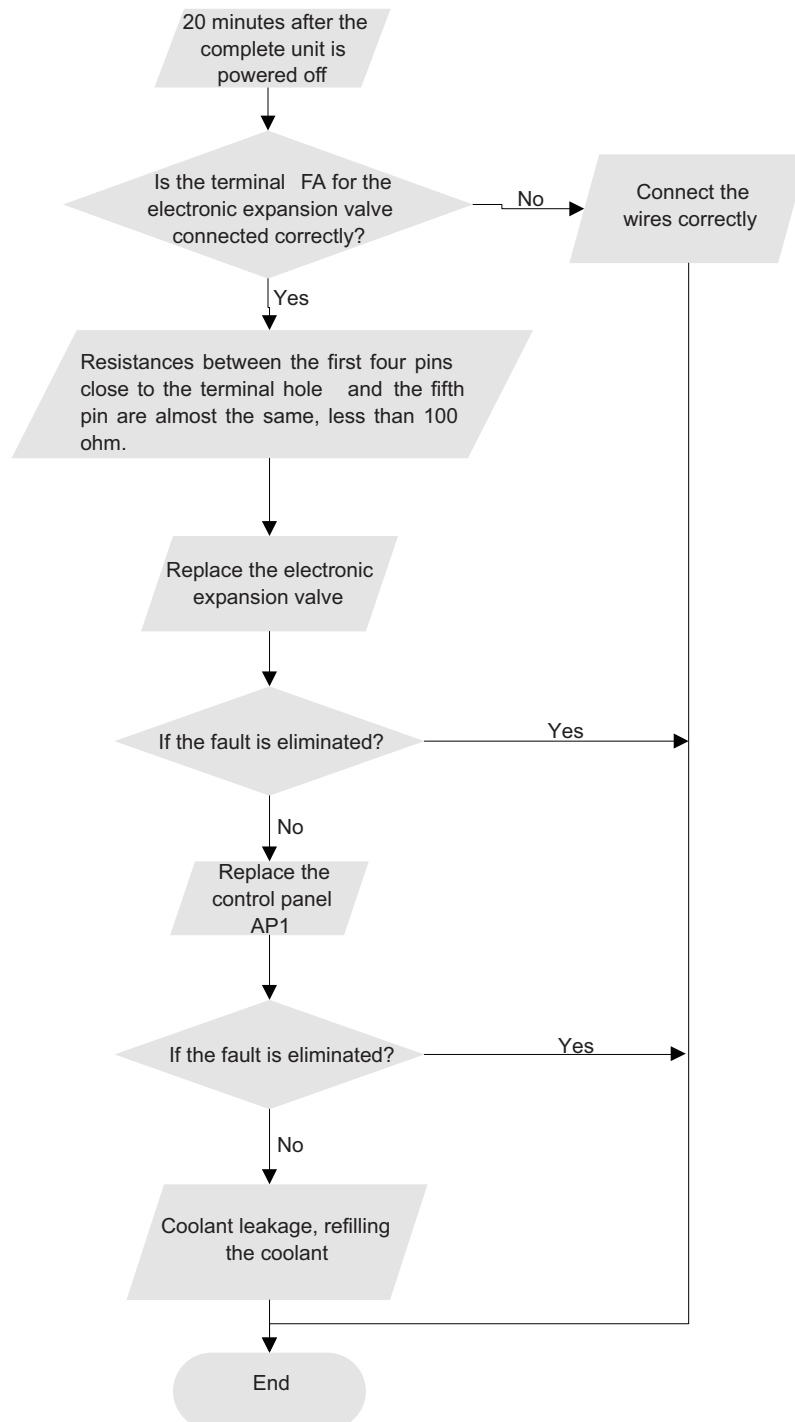 20 minutes after the
complete unit is
powered off
Is the terminal FA for the
electronic expansion valve
connected correctly?
No
Connect the
wires correctly
Yes
Resistances between the first four pins
close to the terminal hole and the fifth
pin are almost the same, less than 100
ohm.
Replace the electronic
expansion valve
If the fault is eliminated?
Yes
No
Replace the
control panel
AP1
If the fault is eliminated?
Yes
No
Coolant leakage, refilling
the coolant
End